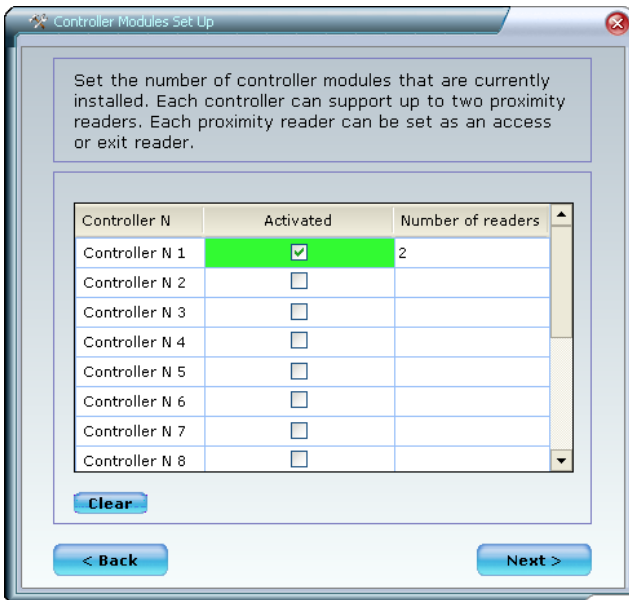 Controller Modules Set Up
Set the number of controller modules that are currently
installed. Each controller can support up to two proximity
readers. Each proximity reader can be set as an access
or exit reader.
Controller N Activated Number of readers
Controller N 1 2
Controller N 2
Controller N 3
Controller N 4
Controller N 5
Controller N 6
Controller N 7
Controller N 8
Clear
< Back Next >